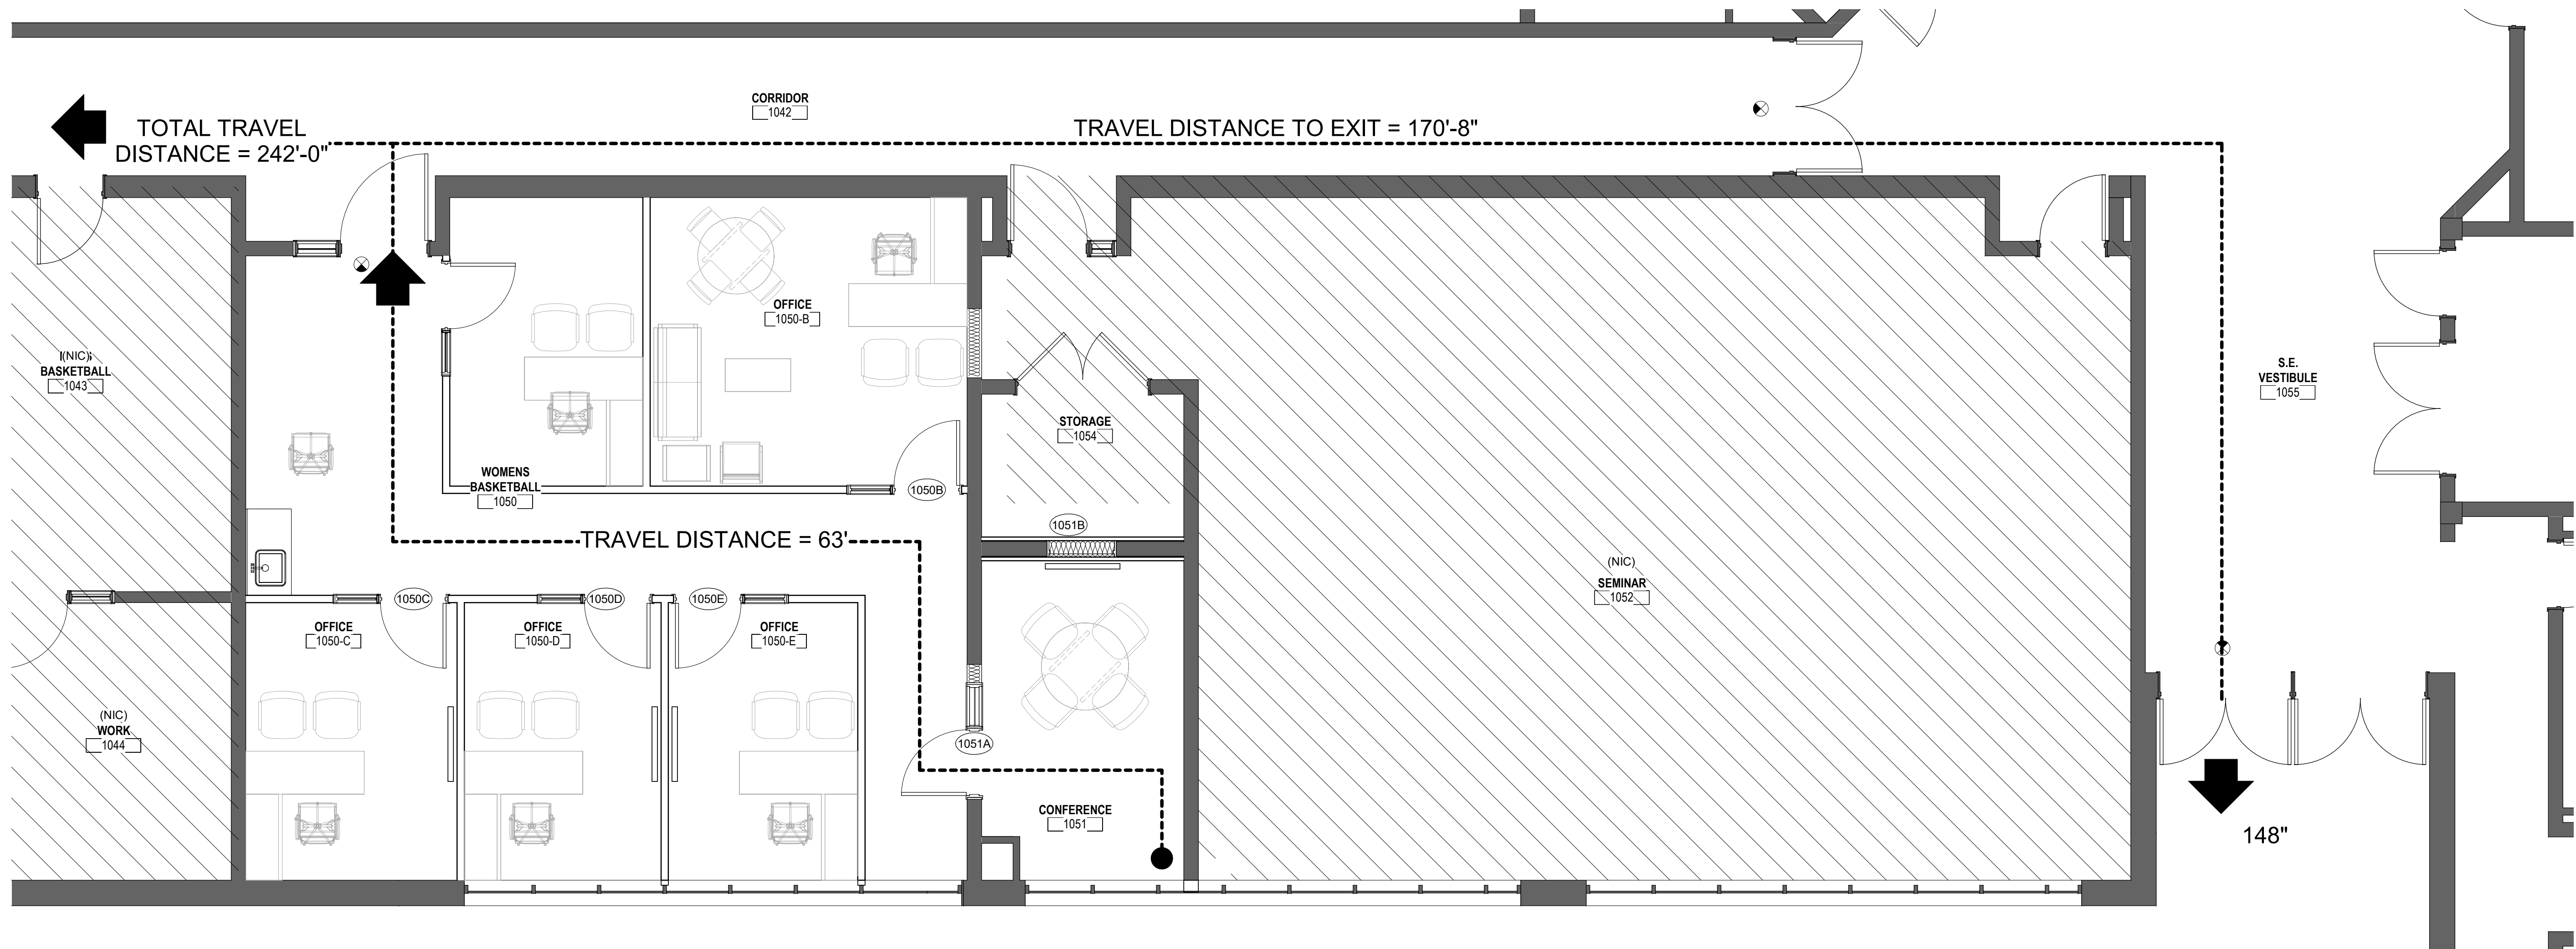 CORRIDOR
1042
TOTAL TRAVEL
DISTANCE = 242'-0"
TRAVEL DISTANCE TO EXIT = 170'-8"
OFFICE
1050-B
(NIC)
BASKETBALL
1043
S.E.
VESTIBULE
1055
STORAGE
1054
WOMENS
BASKETBALL
1050
1050B
1051B
TRAVEL DISTANCE = 63'
(NIC)
SEMINAR
1052
1050C
1050D
1050E
OFFICE
1050-C
OFFICE
1050-D
OFFICE
1050-E
(NIC)
WORK
1044
1051A
CONFERENCE
1051
148"